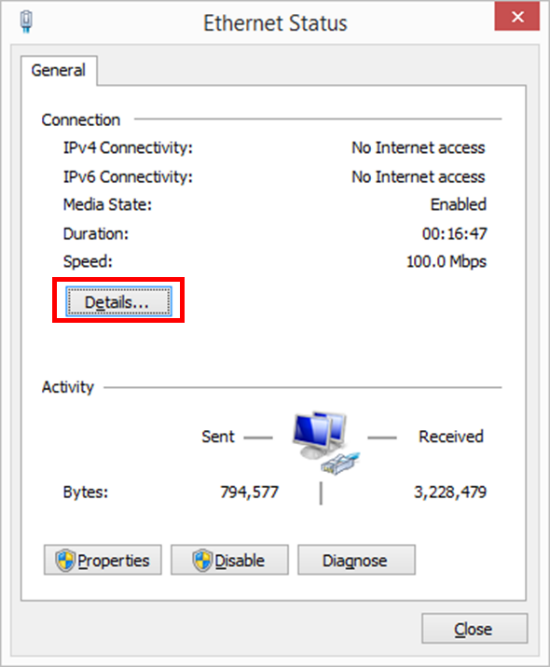 Ethernet Status
General
Connection
IPv4 Connectivity: No Internet access
IPv6 Connectivity: No Internet access
Media State: Enabled
Duration: 00:16:47
Speed: 100.0 Mbps
Details...
Activity
Sent Received
Bytes: 794,577 3,228,479
Properties Disable Diagnose
Close